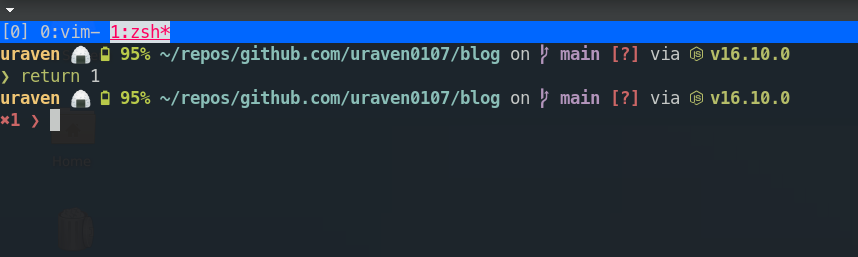 [0] 0:vim- 1:zsh*
uraven 🍙 95% ~/repos/github.com/uraven0107/blog on main [?] via v16.10.0
❯ return 1
uraven 🍙 95% ~/repos/github.com/uraven0107/blog on main [?] via v16.10.0
✖1 ❯
Home